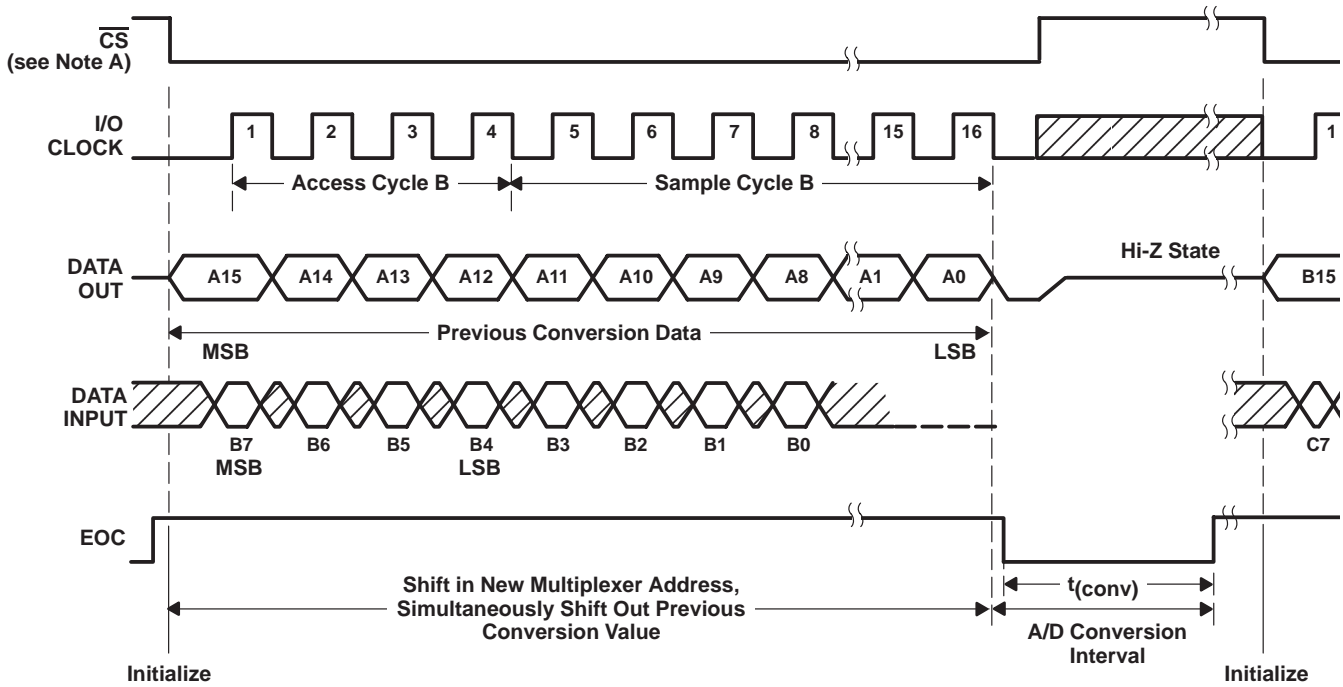 CS
(see Note A)
I/O
CLOCK
1 2 3 4 5 6 7 8 15 16 1
Access Cycle B Sample Cycle B
Hi-Z State
DATA
OUT
A15 A14 A13 A12 A11 A10 A9 A8 A1 A0 B15
Previous Conversion Data
MSB LSB
DATA
INPUT
B7 B6 B5 B4 B3 B2 B1 B0 C7
MSB LSB
EOC
Shift in New Multiplexer Address,
Simultaneously Shift Out Previous
Conversion Value
t(conv)
A/D Conversion
Interval
Initialize Initialize